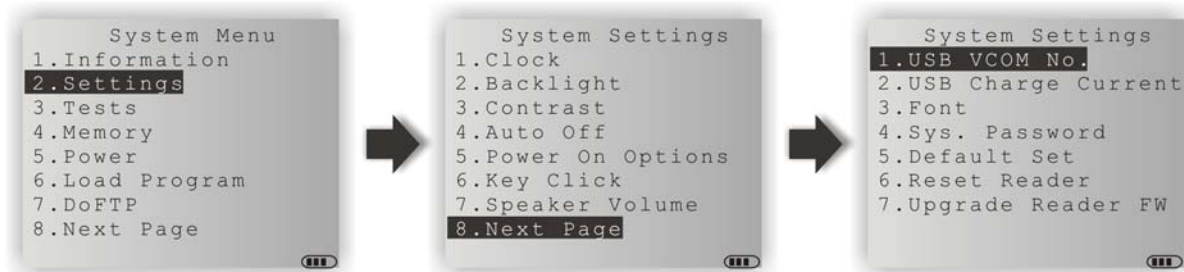 System Menu
1.Information
2.Settings
3.Tests
4.Memory
5.Power
6.Load Program
7.DoFTP
8.Next Page
System Settings
1.Clock
2.Backlight
3.Contrast
4.Auto Off
5.Power On Options
6.Key Click
7.Speaker Volume
8.Next Page
System Settings
1.USB VCOM No.
2.USB Charge Current
3.Font
4.Sys. Password
5.Default Set
6.Reset Reader
7.Upgrade Reader FW